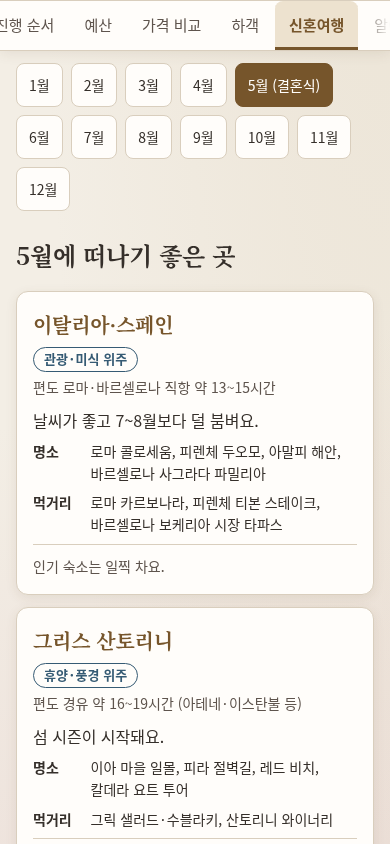 진행 순서 예산 가격 비교 하객 신혼여행
1월 2월 3월 4월 5월 (결혼식)
6월 7월 8월 9월 10월 11월
12월
5월에 떠나기 좋은 곳
이탈리아·스페인
관광·미식 위주
편도 로마·바르셀로나 직항 약 13~15시간
날씨가 좋고 7~8월보다 덜 붐벼요.
명소 로마 콜로세움, 피렌체 두오모, 아말피 해안,
바르셀로나 사그라다 파밀리아
먹거리 로마 카르보나라, 피렌체 티본 스테이크,
바르셀로나 보케리아 시장 타파스
인기 숙소는 일찍 차요.
그리스 산토리니
휴양·풍경 위주
편도 경유 약 16~19시간 (아테네·이스탄불 등)
섬 시즌이 시작돼요.
명소 이아 마을 일몰, 피라 절벽길, 레드 비치,
칼데라 요트 투어
먹거리 그릭 샐러드·수블라키, 산토리니 와이너리